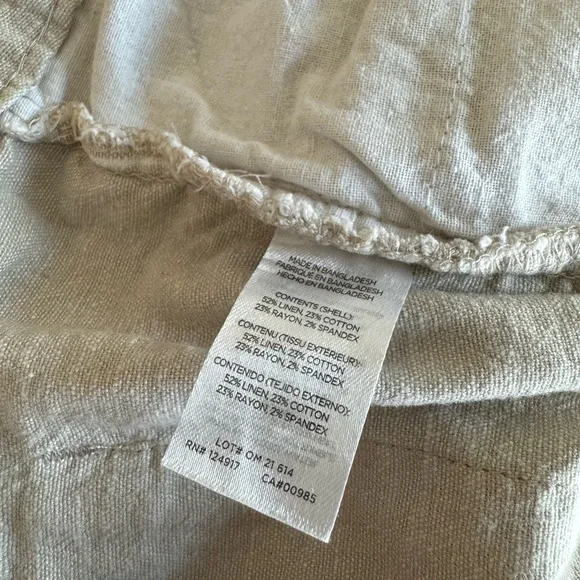 MADE IN BANGLADESH
FABRIQUÉ EN BANGLADESH
HECHO EN BANGLADESH
CONTENTS (SHELL):
52% LINEN, 23% COTTON
23% RAYON, 2% SPANDEX
CONTENU (TISSU EXTÉRIEUR):
52% LINEN, 23% COTTON
23% RAYON, 2% SPANDEX
CONTENIDO (TEJIDO EXTERNO):
52% LINEN, 23% COTTON
23% RAYON, 2% SPANDEX
LOT# OM 21 614
RN# 124917 CA#00985